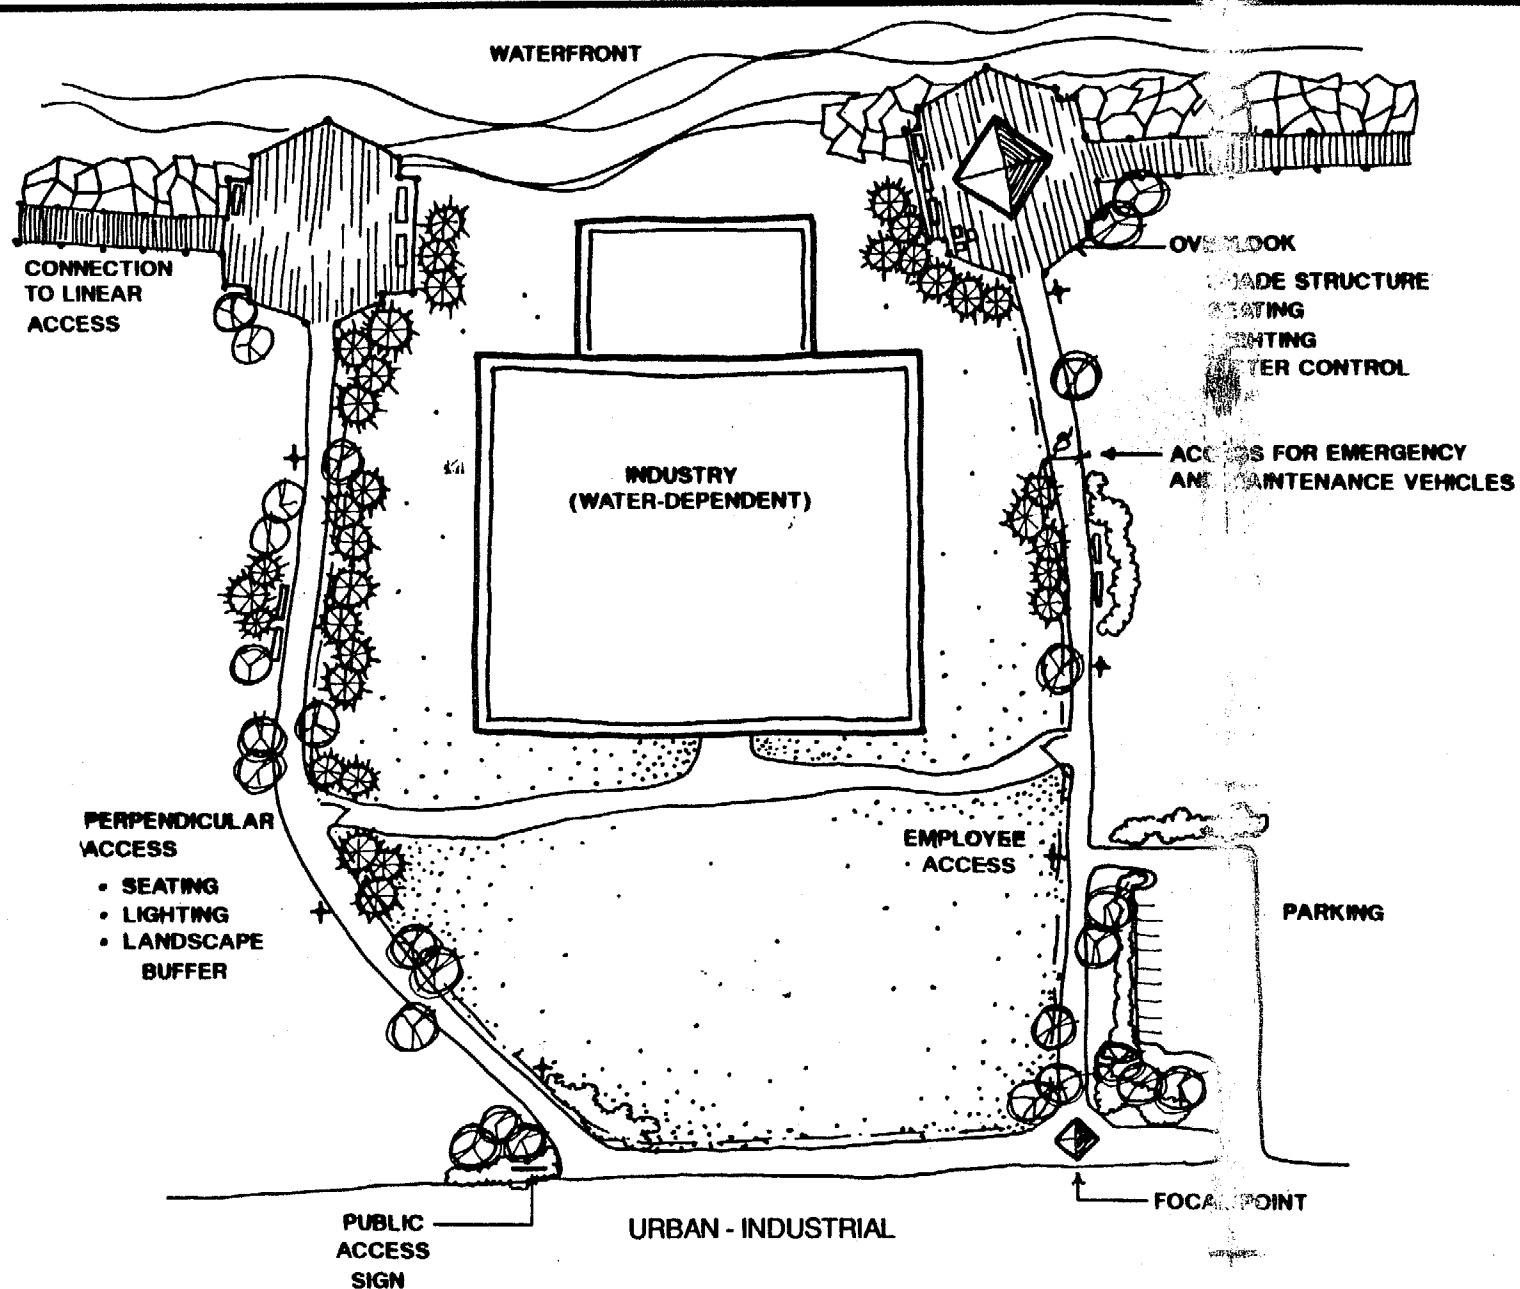 WATERFRONT
CONNECTION
TO LINEAR
ACCESS
STRUCTURE
CONTROL
FOR EMERGENCY
VEHICLES
INDUSTRY
(WATER-DEPENDENT)
PERPENDICULAR
ACCESS
• SEATING
• LIGHTING
• LANDSCAPE
BUFFER
EMPLOYEE
ACCESS
PARKING
POINT
PUBLIC
ACCESS
SIGN
URBAN - INDUSTRIAL